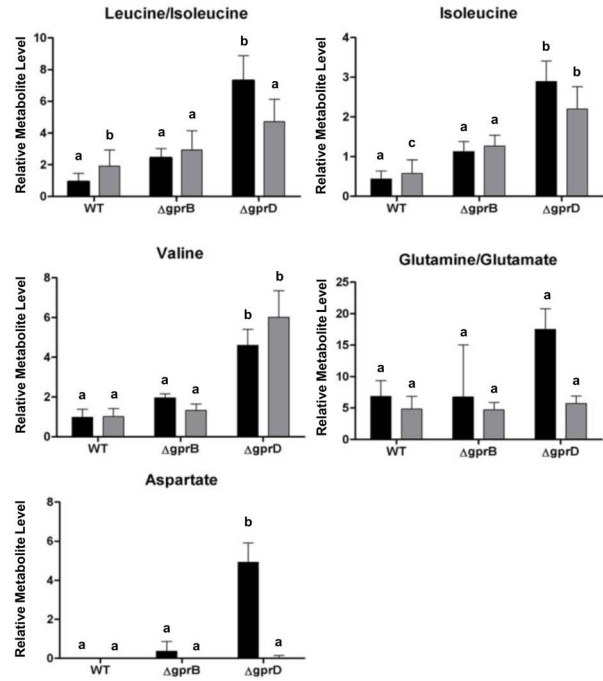 Leucine/Isoleucine
Relative Metabolite Level
10
8
6
4
2
0
a b a a b a
WT ΔgprB ΔgprD
Isoleucine
Relative Metabolite Level
4
3
2
1
0
a c a a b b
WT ΔgprB ΔgprD
Valine
Relative Metabolite Level
8
6
4
2
0
a a a a b b
WT ΔgprB ΔgprD
Glutamine/Glutamate
Relative Metabolite Level
25
20
15
10
5
0
a a a a a a
WT ΔgprB ΔgprD
Aspartate
Relative Metabolite Level
8
6
4
2
0
a a a a b a
WT ΔgprB ΔgprD